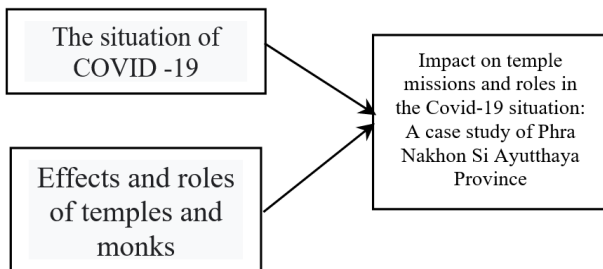 The situation of
COVID -19
Effects and roles
of temples and
monks
Impact on temple
missions and roles in
the Covid-19 situation:
A case study of Phra
Nakhon Si Ayutthaya
Province